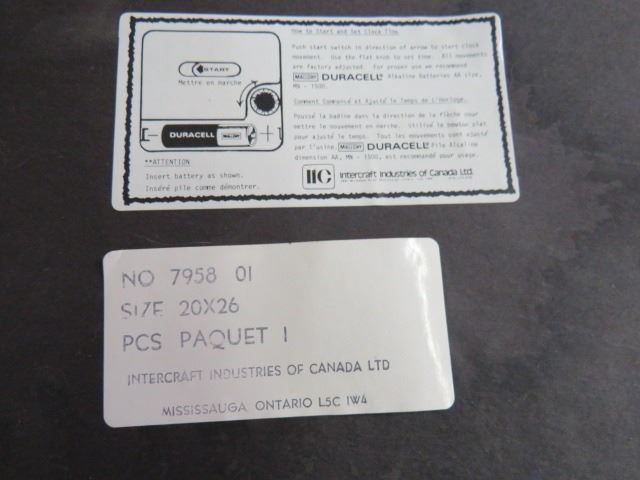 How to Start and Set Clock Time
Push start switch in direction of arrow to start clock
movement. Use the flat knob to set time. All movements
are factory adjusted. For proper use we recommend
MALLORY DURACELL® Alkaline Batteries AA size,
MN - 1500.
Comment Commansé et Ajusté le Temps de L'Horloge.
Poussé la badine dans la direction de la flèche pour
mettre le mouvement en marche. Utilisé le bouton plat
pour ajusté le temps. Tout les mouvements sont ajusté
par l'usine. MALLORY DURACELL® Pile Alcaline
dimension AA, MN - 1500, est recommandé pour usage.
IIC Intercraft Industries of Canada Ltd.
START
Mettre en marche
DURACELL MALLORY
- +
**ATTENTION
Insert battery as shown.
Inséré pile comme démontrer.
NO 7958 01
SIZE 20X26
PCS PAQUET 1
INTERCRAFT INDUSTRIES OF CANADA LTD
MISSISSAUGA, ONTARIO L5C 1W4